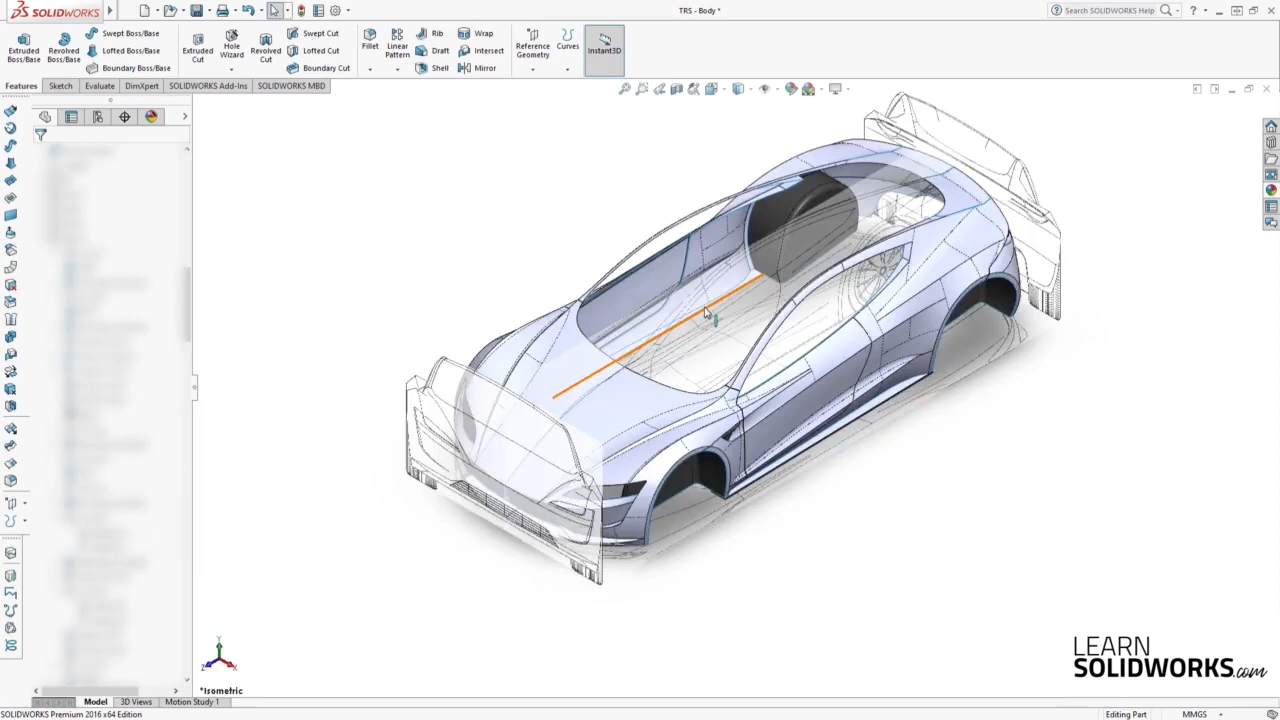 SOLIDWORKS
TRS - Body *
Search SOLIDWORKS Help
Extruded Boss/Base
Revolved Boss/Base
Swept Boss/Base
Lofted Boss/Base
Boundary Boss/Base
Extruded Cut
Hole Wizard
Revolved Cut
Swept Cut
Lofted Cut
Boundary Cut
Fillet
Linear Pattern
Rib
Draft
Shell
Wrap
Intersect
Mirror
Reference Geometry
Curves
Instant3D
Features
Sketch
Evaluate
DimXpert
SOLIDWORKS Add-Ins
SOLIDWORKS MBD
Y
Z
X
*Isometric
LEARN
SOLIDWORKS.com
Model
3D Views
Motion Study 1
SOLIDWORKS Premium 2016 x64 Edition
Editing Part
MMGS